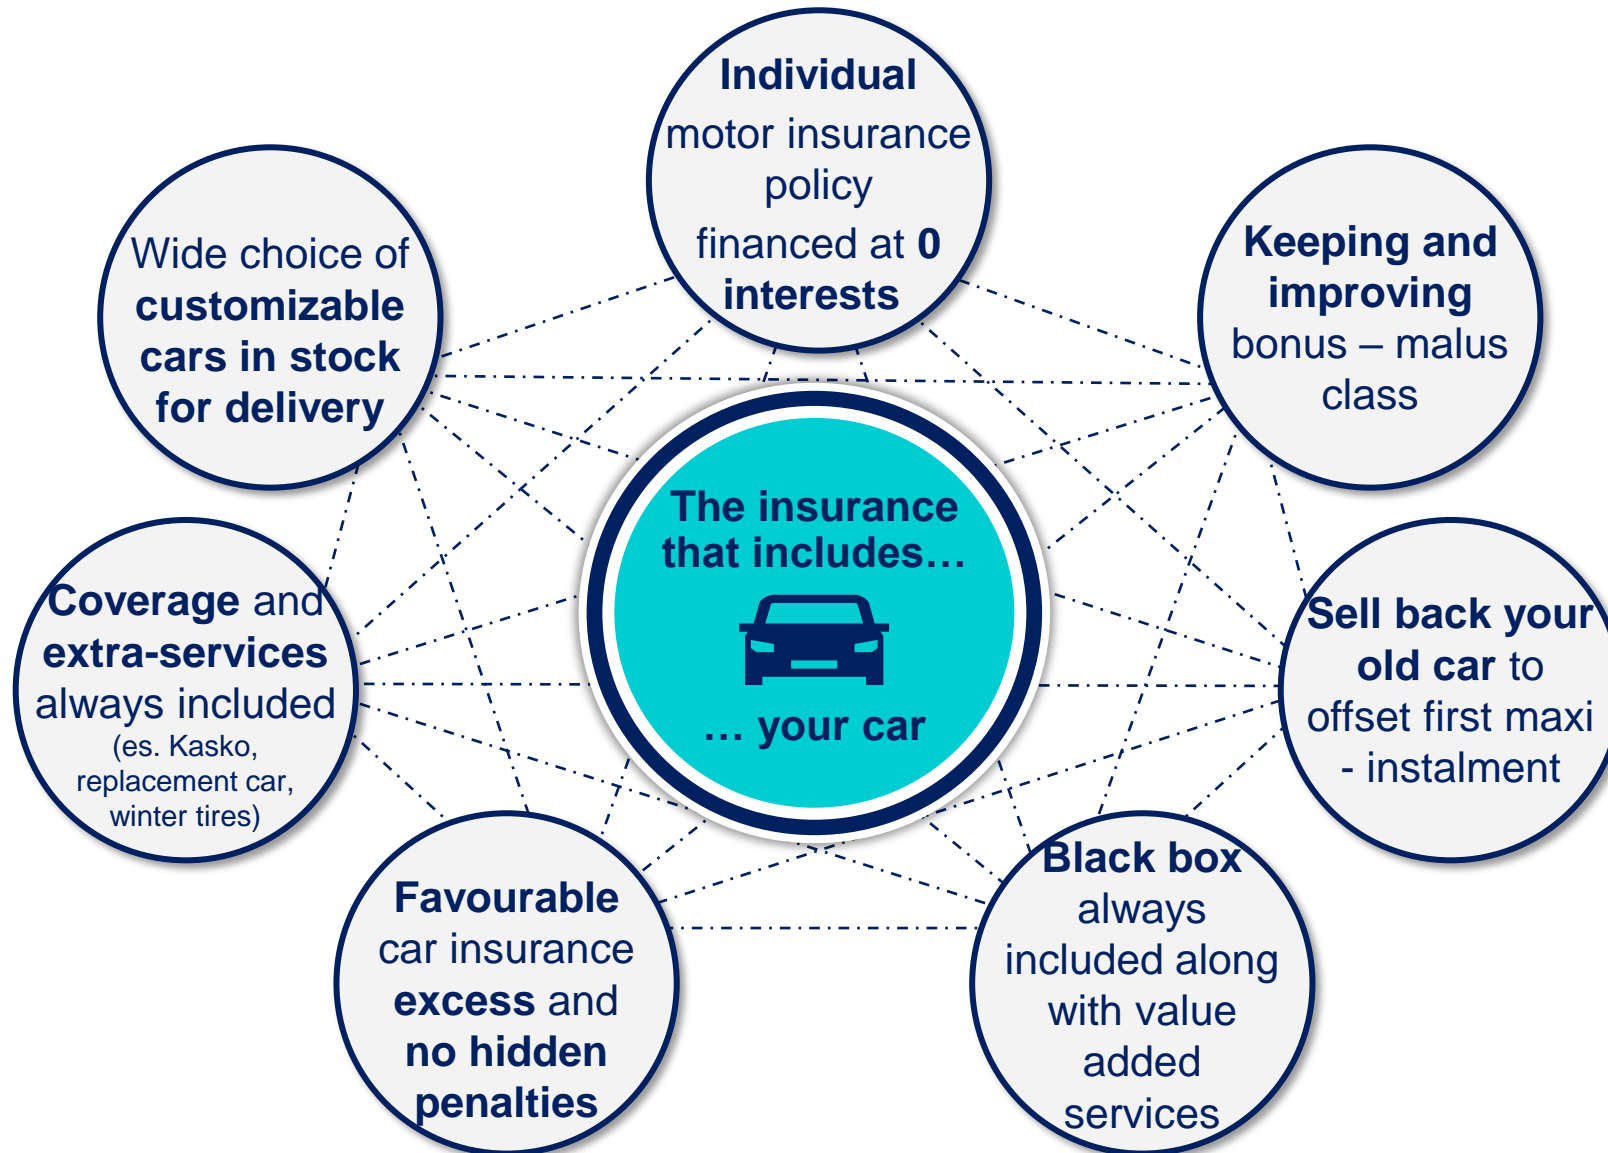 Individual
motor insurance
policy
financed at 0
interests
Wide choice of
customizable
cars in stock
for delivery
Keeping and
improving
bonus – malus
class
The insurance
that includes…
… your car
Coverage and
extra-services
always included
(es. Kasko,
replacement car,
winter tires)
Sell back your
old car to
offset first maxi
- instalment
Favourable
car insurance
excess and
no hidden
penalties
Black box
always
included along
with value
added
services